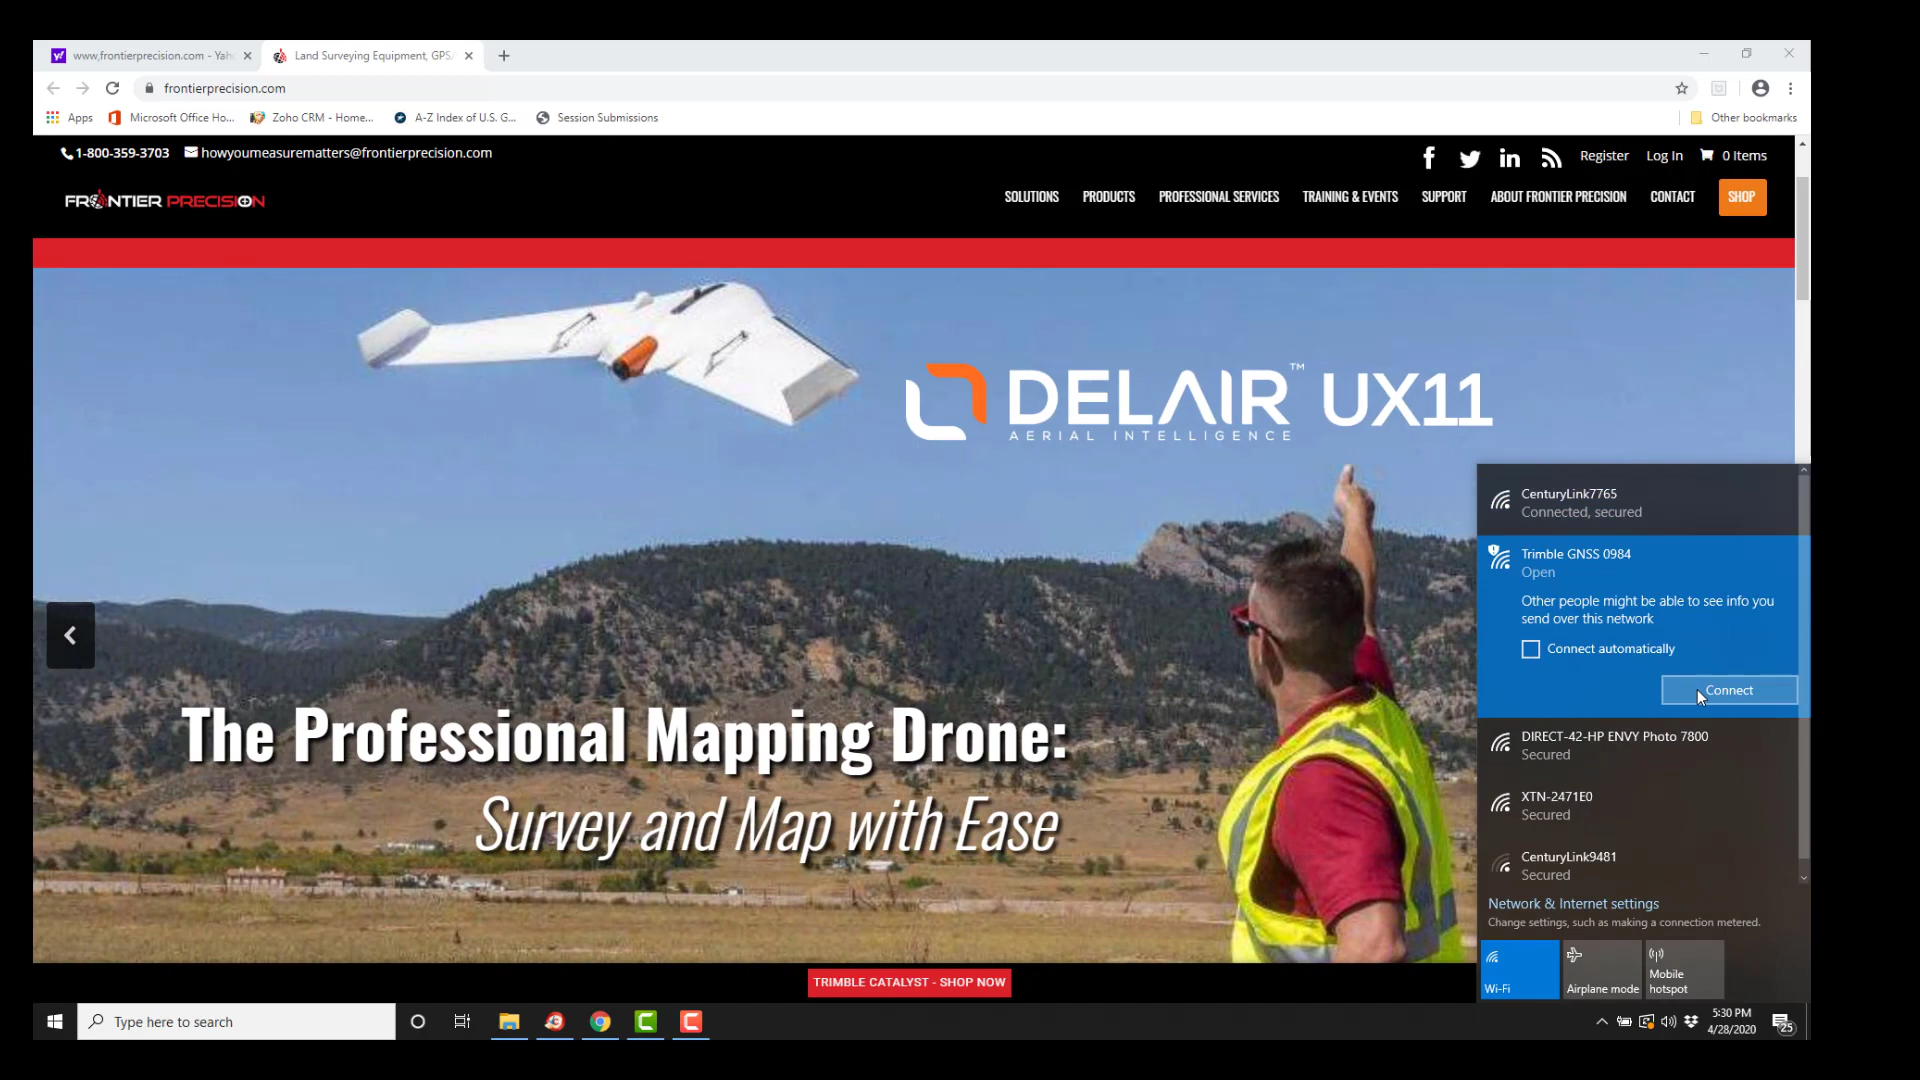 www.frontierprecision.com - Yah
Land Surveying Equipment, GPS/
frontierprecision.com
Apps
Microsoft Office Ho...
Zoho CRM - Home...
A-Z Index of U.S. G...
Session Submissions
Other bookmarks
1-800-359-3703
howyoumeasurematters@frontierprecision.com
Register
Log In
0 Items
FRONTIER PRECISION
SOLUTIONS
PRODUCTS
PROFESSIONAL SERVICES
TRAINING & EVENTS
SUPPORT
ABOUT FRONTIER PRECISION
CONTACT
SHOP
DELAIR™ UX11
AERIAL INTELLIGENCE
The Professional Mapping Drone:
Survey and Map with Ease
TRIMBLE CATALYST - SHOP NOW
CenturyLink7765
Connected, secured
Trimble GNSS 0984
Open
Other people might be able to see info you
send over this network
Connect automatically
Connect
DIRECT-42-HP ENVY Photo 7800
Secured
XTN-2471E0
Secured
CenturyLink9481
Secured
Network & Internet settings
Change settings, such as making a connection metered.
Wi-Fi
Airplane mode
Mobile
hotspot
Type here to search
5:30 PM
4/28/2020
25